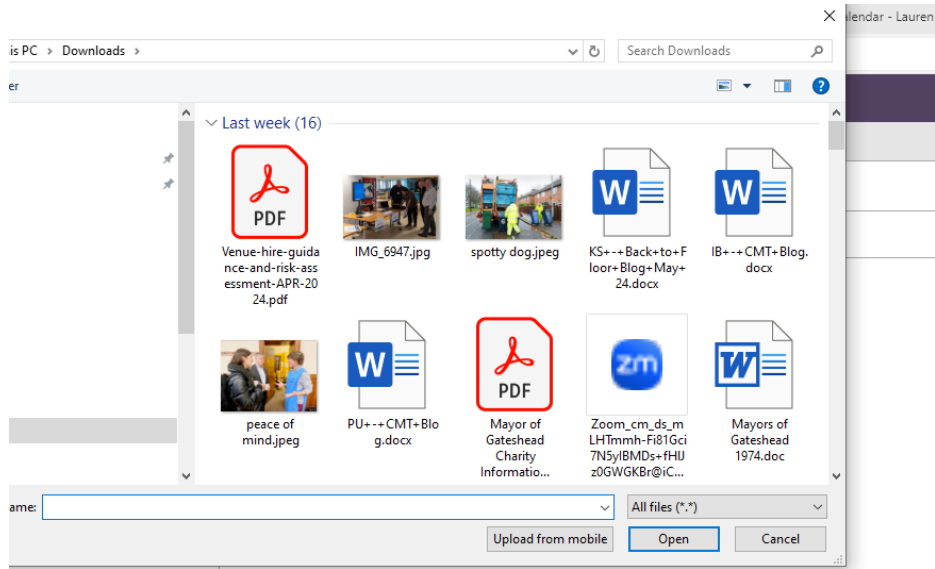 alendar - Lauren
is PC > Downloads >
Search Downloads
er
Last week (16)
PDF
Venue-hire-guida
nce-and-risk-ass
essment-APR-20
24.pdf
IMG_6947.jpg
spotty dog.jpeg
W
KS+-+Back+to+F
loor+Blog+May+
24.docx
W
IB+-+CMT+Blog.
docx
peace of
mind.jpeg
W
PU+-+CMT+Blo
g.docx
PDF
Mayor of
Gateshead
Charity
Informatio...
zm
Zoom_cm_ds_m
LHTmmh-Fi81Gci
7N5ylBMDs+fHIJ
z0GWGKBr@iC...
W
Mayors of
Gateshead
1974.doc
ame:
All files (*.*)
Upload from mobile
Open
Cancel